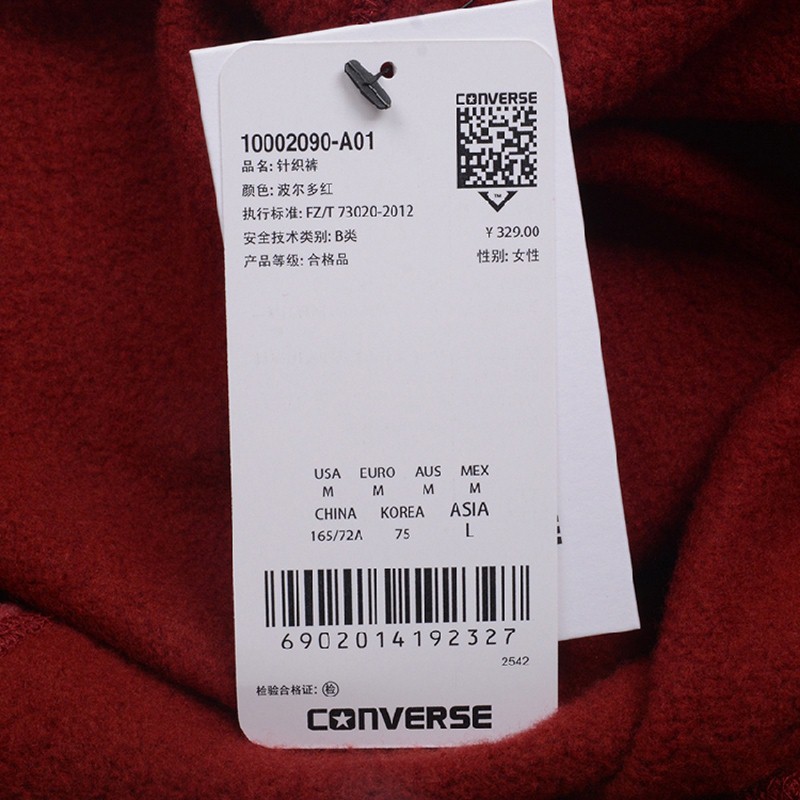 CONVERSE
10002090-A01
品名: 针织裤
颜色: 波尔多红
执行标准: FZ/T 73020-2012
安全技术类别: B类
产品等级: 合格品
TM
¥ 329.00
性别: 女性
USA EURO AUS MEX
M M M M
CHINA KOREA ASIA
165/72A 75 L
6902014192327
2542
检验合格证: 检
CONVERSE